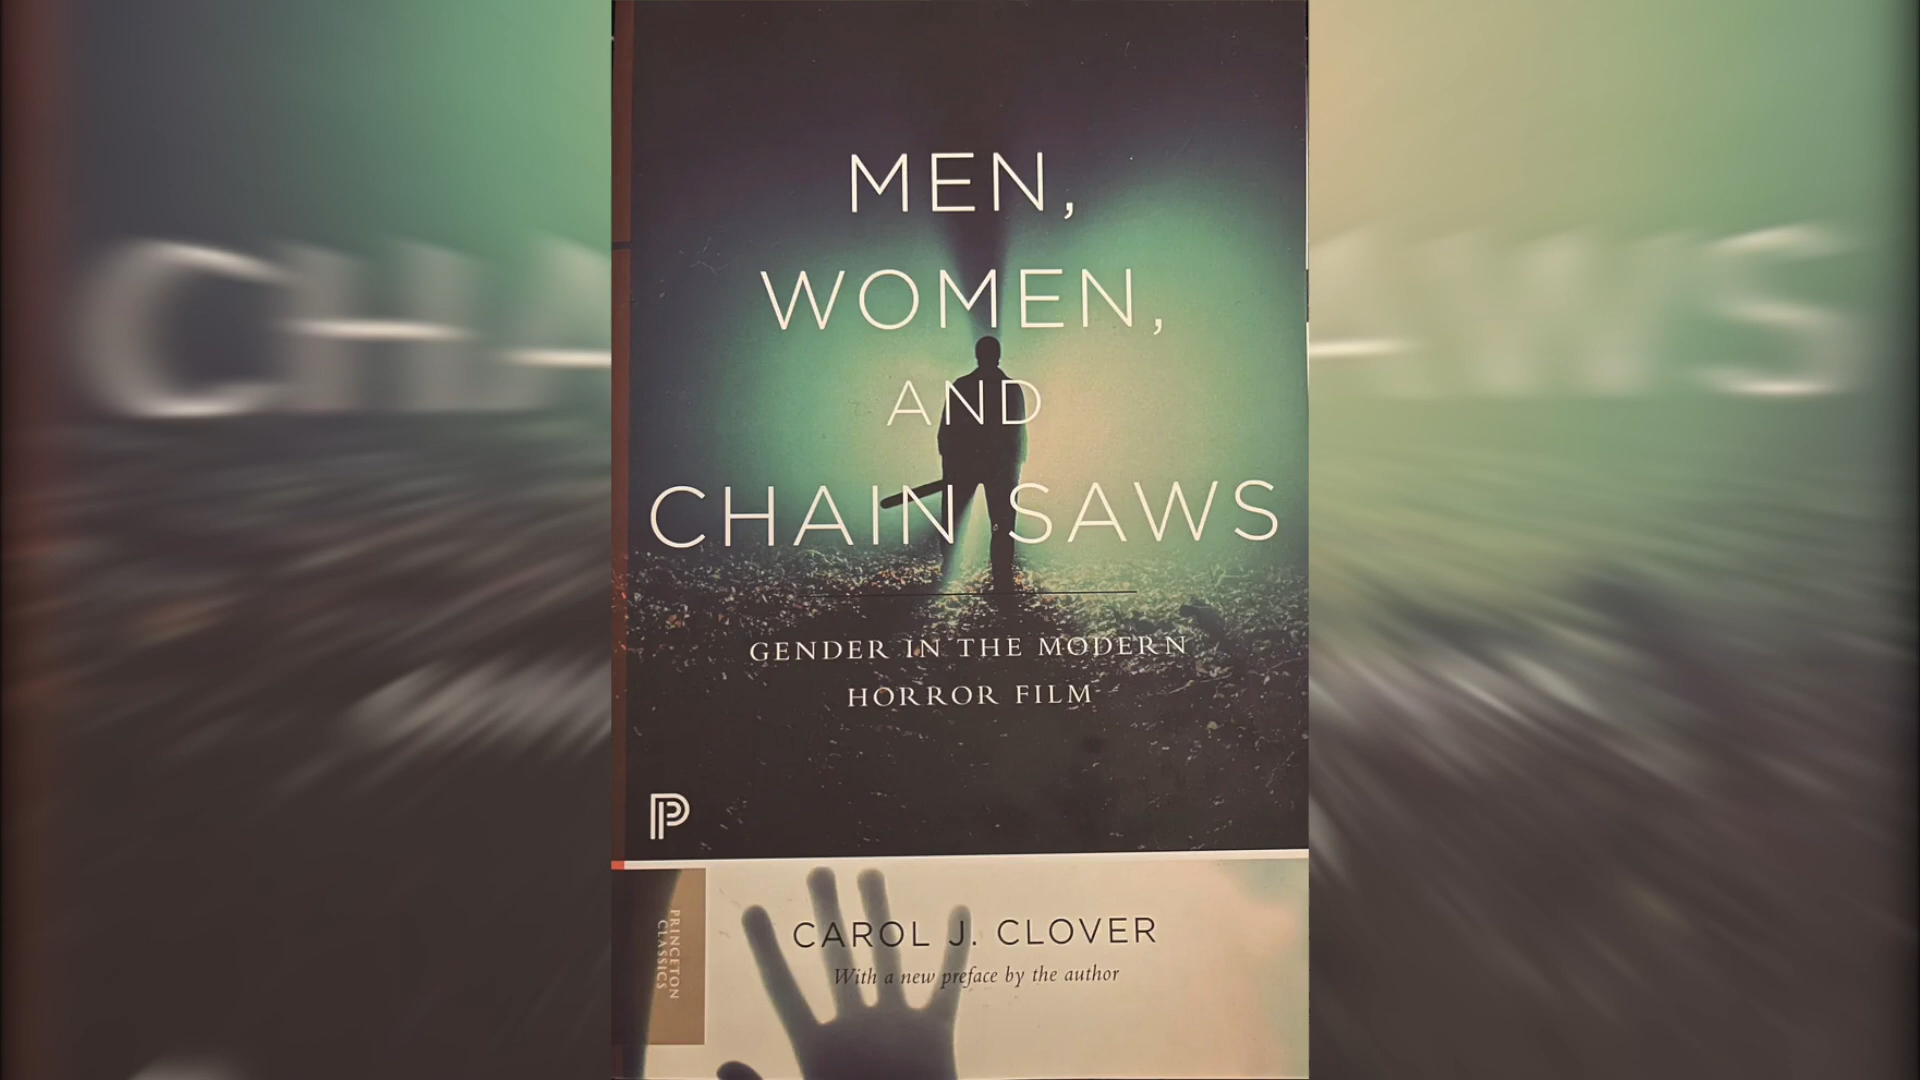 MEN,
WOMEN,
AND
CHAIN SAWS
GENDER IN THE MODERN
HORROR FILM
PRINCETON
CLASSICS
CAROL J. CLOVER
With a new preface by the author